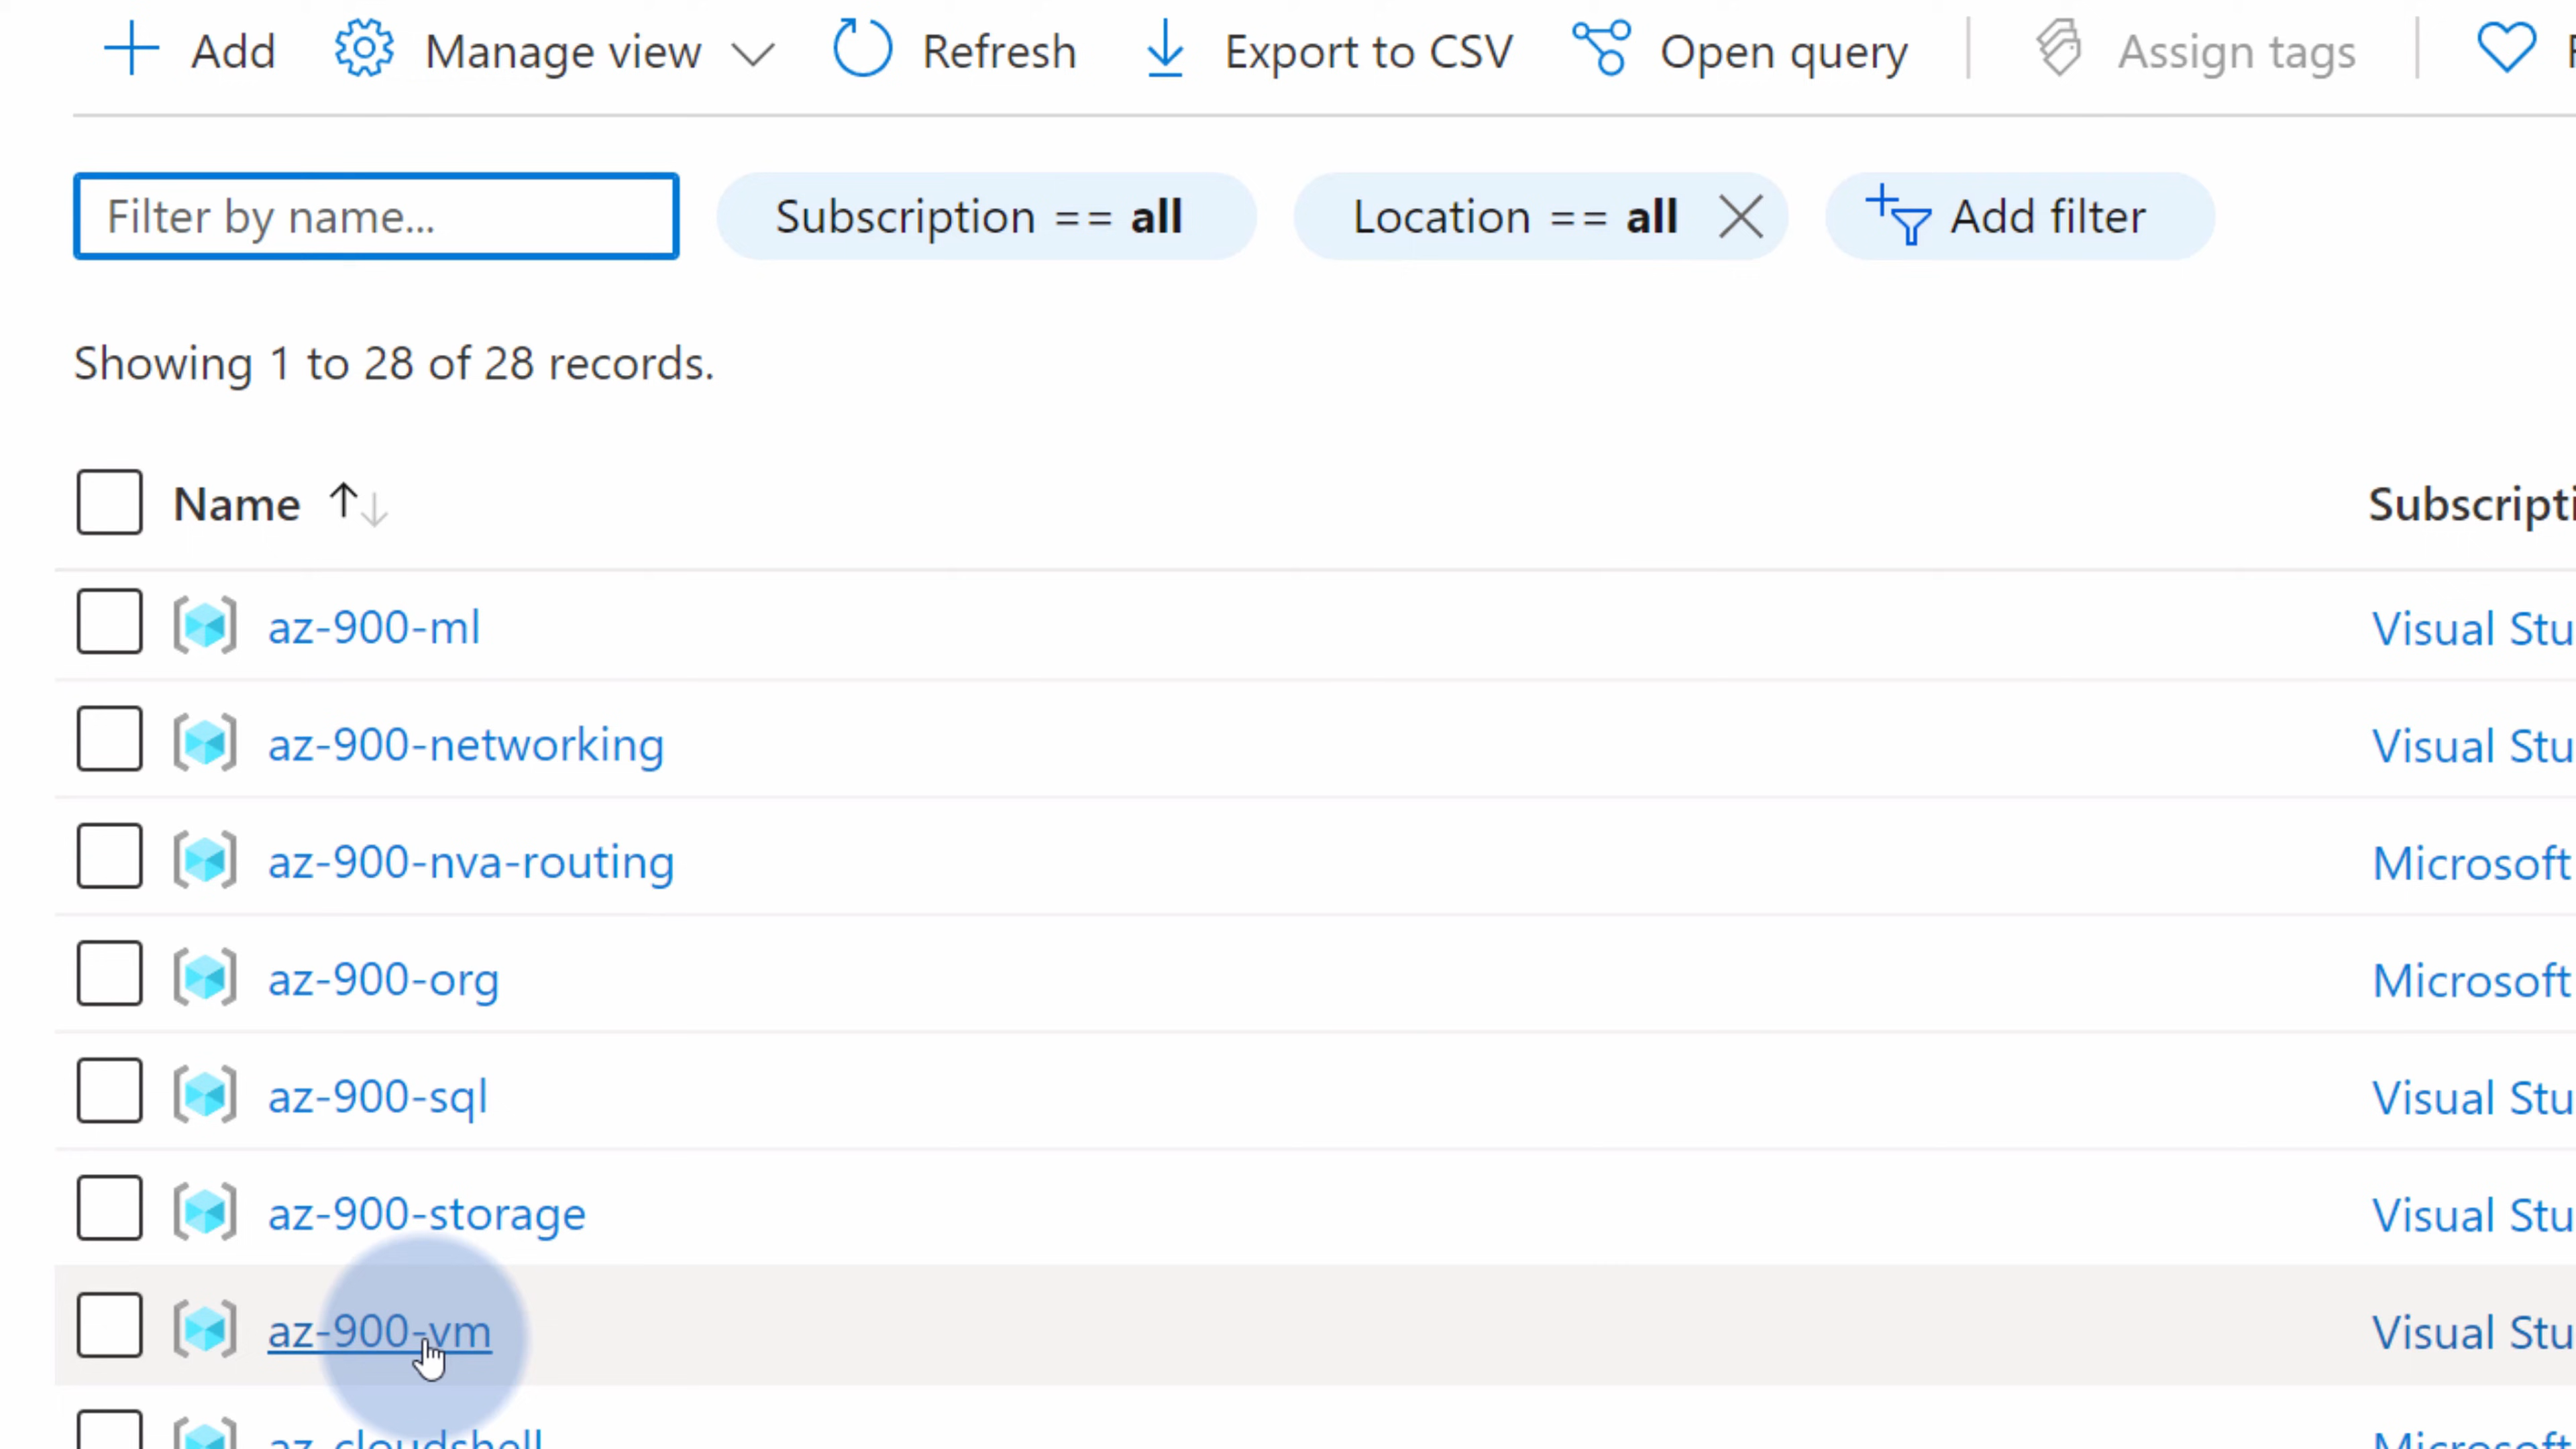 Add Manage view Refresh Export to CSV Open query Assign tags
Filter by name... Subscription == all Location == all Add filter
Showing 1 to 28 of 28 records.
Name Subscripti
az-900-ml Visual Stu
az-900-networking Visual Stu
az-900-nva-routing Microsoft
az-900-org Microsoft
az-900-sql Visual Stu
az-900-storage Visual Stu
az-900-vm Visual Stu
az-cloudshell Microsoft